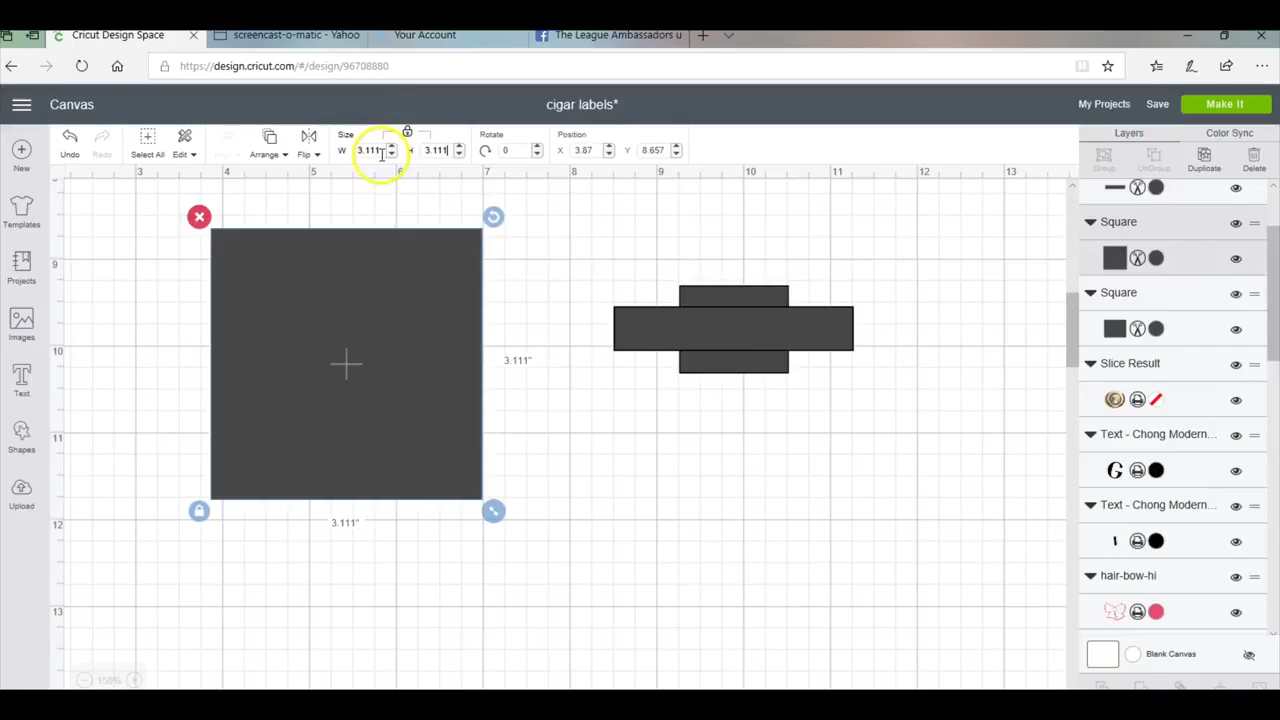 Cricut Design Space
screencast-o-matic - Yahoo
Your Account
The League Ambassadors u
https://design.cricut.com/#/design/96708880
Canvas
cigar labels*
My Projects
Save
Make It
Undo
Redo
Select All
Edit
Align
Arrange
Flip
Size
W 3.111"
H 3.111
Rotate
0
Position
X 3.87
Y 8.657
Layers
Color Sync
Group
UnGroup
Duplicate
Delete
New
Templates
Projects
Images
Text
Shapes
Upload
3 4 5 6 7 8 9 10 11 12 13
9
10
11
12
13
3.111"
3.111"
Square
Square
Slice Result
Text - Chong Modern...
G
Text - Chong Modern...
I
hair-bow-hi
Blank Canvas
150%